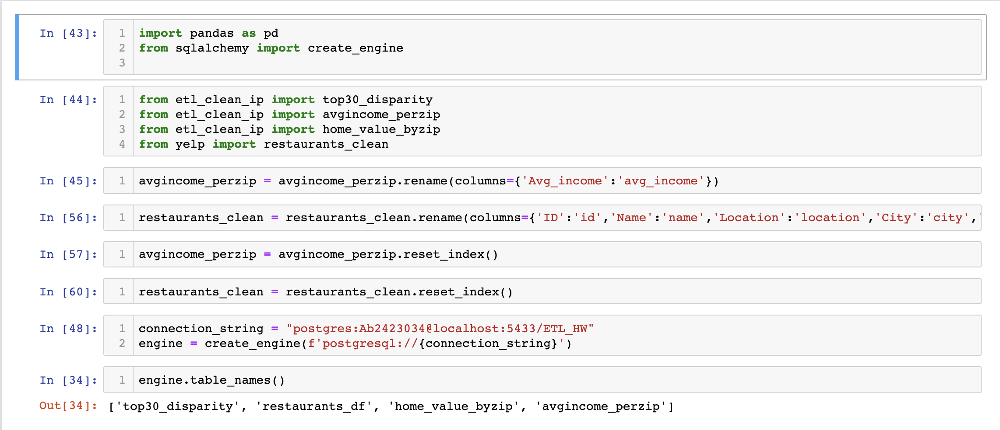 In [43]:
1 import pandas as pd
2 from sqlalchemy import create_engine
3
In [44]:
1 from etl_clean_ip import top30_disparity
2 from etl_clean_ip import avgincome_perzip
3 from etl_clean_ip import home_value_byzip
4 from yelp import restaurants_clean
In [45]:
1 avgincome_perzip = avgincome_perzip.rename(columns={'Avg_income':'avg_income'})
In [56]:
1 restaurants_clean = restaurants_clean.rename(columns={'ID':'id','Name':'name','Location':'location','City':'city',
In [57]:
1 avgincome_perzip = avgincome_perzip.reset_index()
In [60]:
1 restaurants_clean = restaurants_clean.reset_index()
In [48]:
1 connection_string = "postgres:Ab2423034@localhost:5433/ETL_HW"
2 engine = create_engine(f'postgresql://{connection_string}')
In [34]:
1 engine.table_names()
Out[34]: ['top30_disparity', 'restaurants_df', 'home_value_byzip', 'avgincome_perzip']